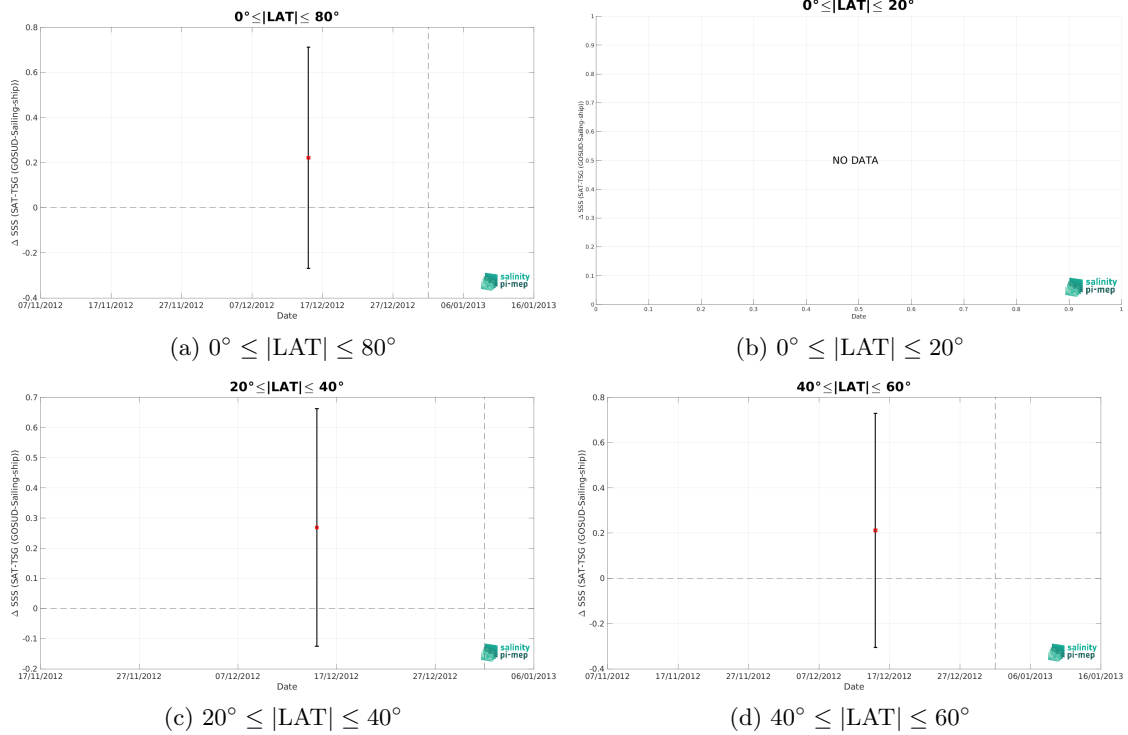 0°≤|LAT|≤ 80°
Δ SSS (SAT-TSG (GOSUD-Sailing-ship))
0.8
0.6
0.4
0.2
0
-0.2
-0.4
07/11/2012 17/11/2012 27/11/2012 07/12/2012 17/12/2012 27/12/2012 06/01/2013 16/01/2013
Date
salinity
pi-mep
(a) 0° ≤ |LAT| ≤ 80°
0°≤|LAT|≤ 20°
Δ SSS (SAT-TSG (GOSUD-Sailing-ship))
1
0.9
0.8
0.7
0.6
0.5
0.4
0.3
0.2
0.1
0
NO DATA
0 0.1 0.2 0.3 0.4 0.5 0.6 0.7 0.8 0.9 1
Date
salinity
pi-mep
(b) 0° ≤ |LAT| ≤ 20°
20°≤|LAT|≤ 40°
Δ SSS (SAT-TSG (GOSUD-Sailing-ship))
0.7
0.6
0.5
0.4
0.3
0.2
0.1
0
-0.1
-0.2
17/11/2012 27/11/2012 07/12/2012 17/12/2012 27/12/2012 06/01/2013
Date
salinity
pi-mep
(c) 20° ≤ |LAT| ≤ 40°
40°≤|LAT|≤ 60°
Δ SSS (SAT-TSG (GOSUD-Sailing-ship))
0.8
0.6
0.4
0.2
0
-0.2
-0.4
07/11/2012 17/11/2012 27/11/2012 07/12/2012 17/12/2012 27/12/2012 06/01/2013 16/01/2013
Date
salinity
pi-mep
(d) 40° ≤ |LAT| ≤ 60°